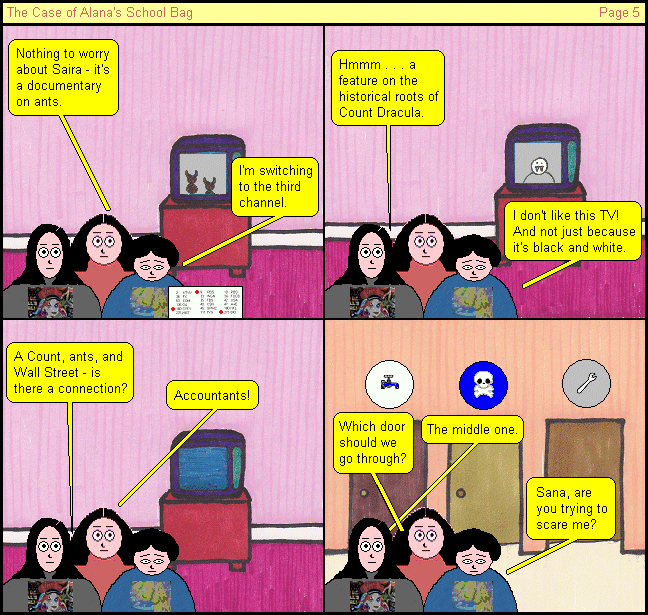 The Case of Alana's School Bag
Page 5
Nothing to worry
about Saira - it's
a documentary
on ants.
I'm switching
to the third
channel.
Hmmm . . . a
feature on the
historical roots of
Count Dracula.
I don't like this TV!
And not just because
it's black and white.
A Count, ants, and
Wall Street - is
there a connection?
Accountants!
Which door
should we
go through?
The middle one.
Sana, are
you trying to
scare me?